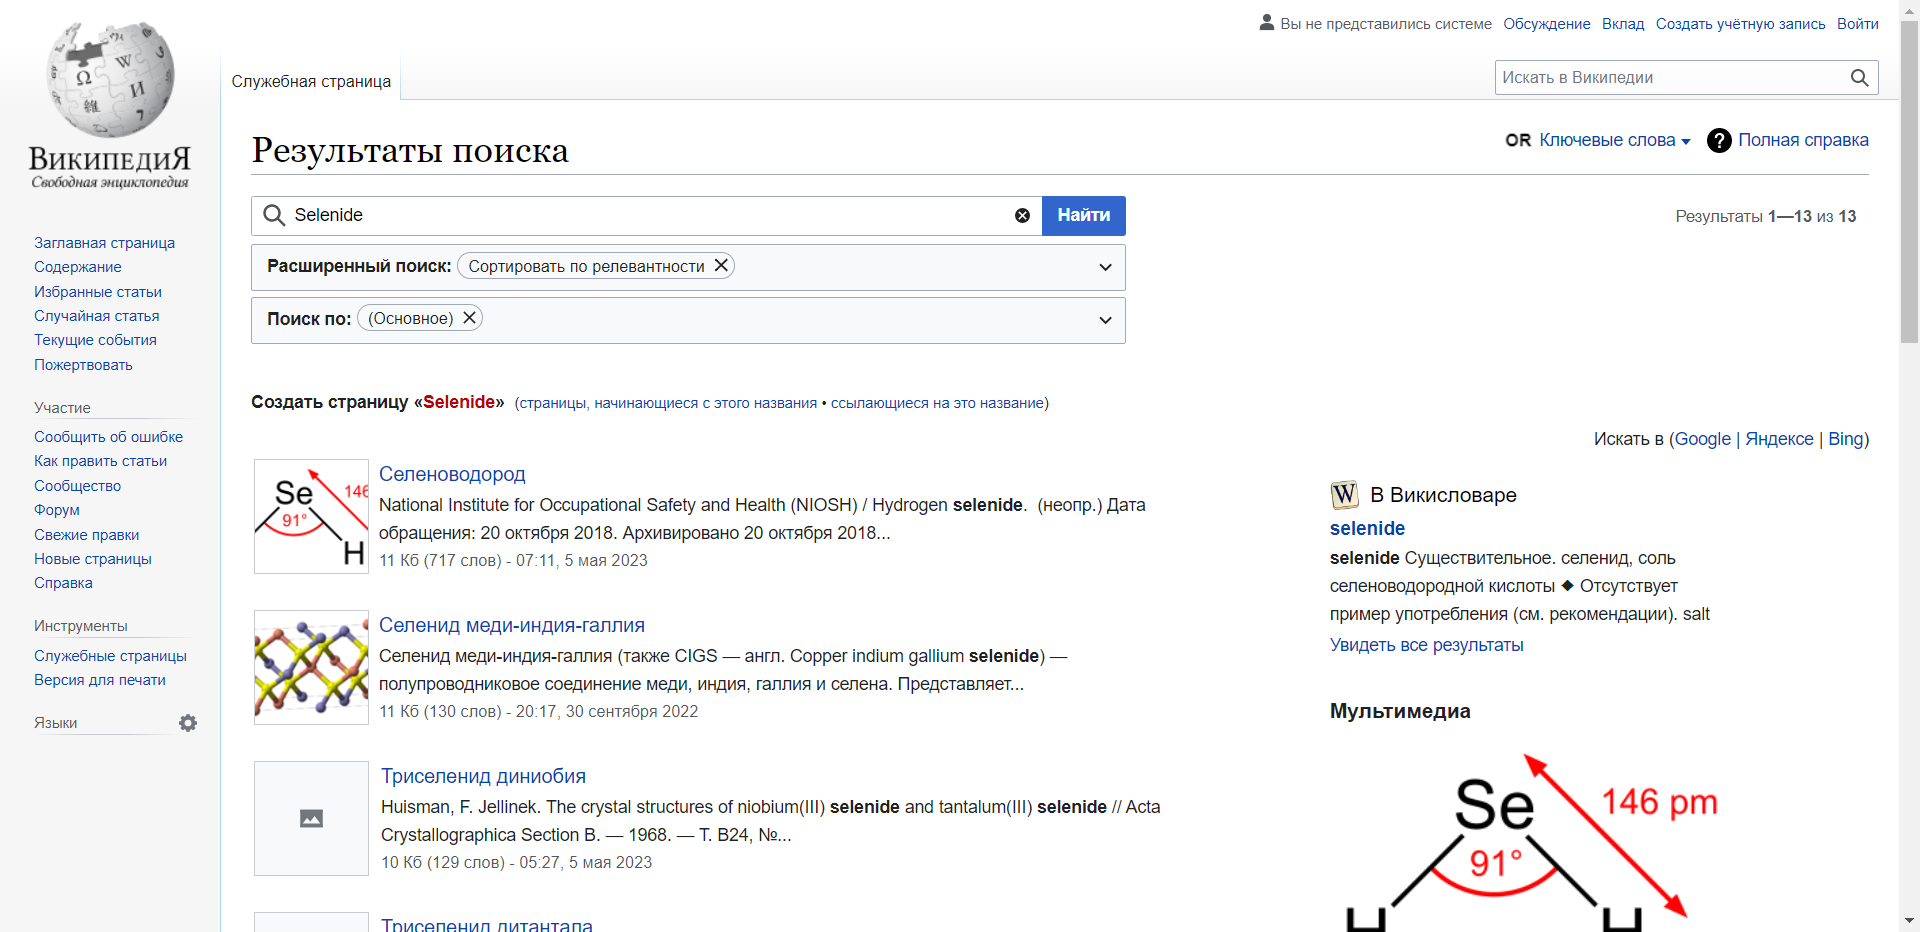 Вы не представились системе Обсуждение Вклад Создать учётную запись Войти
Служебная страница
Искать в Википедии
ВикипедиЯ
Свободная энциклопедия
Заглавная страница
Содержание
Избранные статьи
Случайная статья
Текущие события
Пожертвовать
Участие
Сообщить об ошибке
Как править статьи
Сообщество
Форум
Свежие правки
Новые страницы
Справка
Инструменты
Служебные страницы
Версия для печати
Языки
Результаты поиска
OR Ключевые слова ? Полная справка
Selenide
Найти
Результаты 1—13 из 13
Расширенный поиск: Сортировать по релевантности
Поиск по: (Основное)
Создать страницу «Selenide» (страницы, начинающиеся с этого названия • ссылающиеся на это название)
Искать в (Google | Яндексе | Bing)
Se
146
91°
H
Селеноводород
National Institute for Occupational Safety and Health (NIOSH) / Hydrogen selenide. (неопр.) Дата
обращения: 20 октября 2018. Архивировано 20 октября 2018...
11 Кб (717 слов) - 07:11, 5 мая 2023
Селенид меди-индия-галлия
Селенид меди-индия-галлия (также CIGS — англ. Copper indium gallium selenide) —
полупроводниковое соединение меди, индия, галлия и селена. Представляет...
11 Кб (130 слов) - 20:17, 30 сентября 2022
Триселенид диниобия
Huisman, F. Jellinek. The crystal structures of niobium(III) selenide and tantalum(III) selenide // Acta
Crystallographica Section B. — 1968. — Т. B24, №...
10 Кб (129 слов) - 05:27, 5 мая 2023
Триселенид дитантала
W В Викисловаре
selenide
selenide Существительное. селенид, соль
селеноводородной кислоты ◆ Отсутствует
пример употребления (см. рекомендации). salt
Увидеть все результаты
Мультимедиа
Se
146 pm
91°
H H